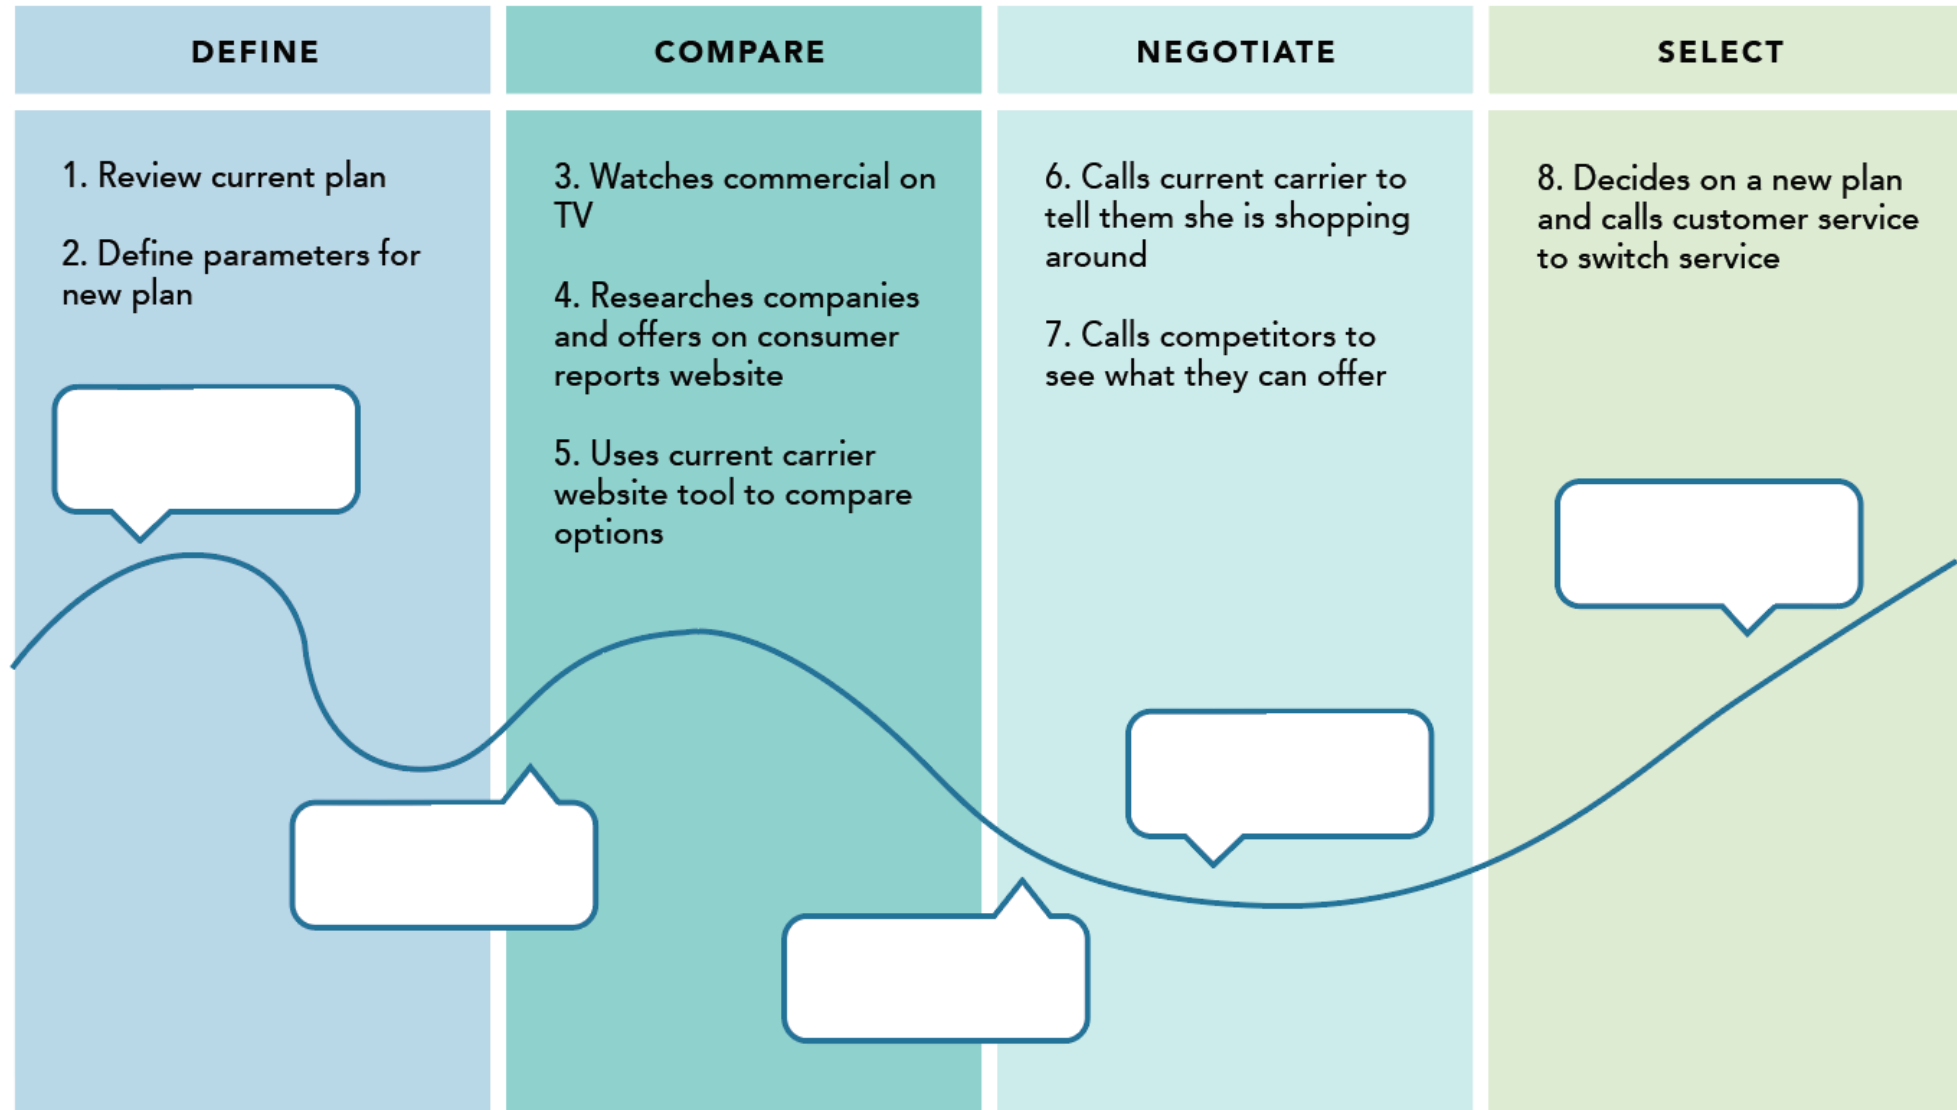 DEFINE
1. Review current plan
2. Define parameters for
new plan
COMPARE
3. Watches commercial on
TV
4. Researches companies
and offers on consumer
reports website
5. Uses current carrier
website tool to compare
options
NEGOTIATE
6. Calls current carrier to
tell them she is shopping
around
7. Calls competitors to
see what they can offer
SELECT
8. Decides on a new plan
and calls customer service
to switch service